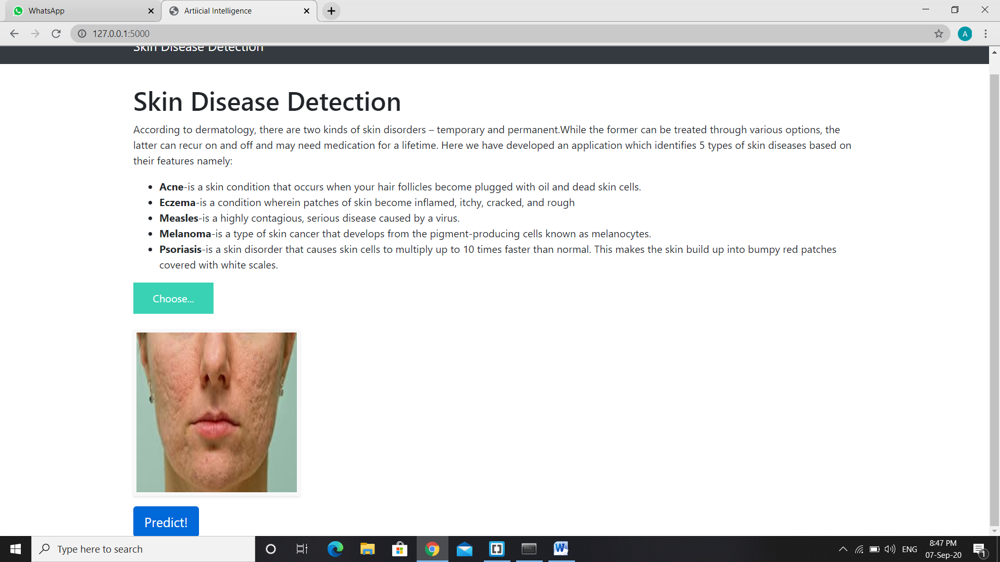 WhatsApp
Artiicial Intelligence
127.0.0.1:5000
A
Skin Disease Detection
Skin Disease Detection
According to dermatology, there are two kinds of skin disorders – temporary and permanent.While the former can be treated through various options, the
latter can recur on and off and may need medication for a lifetime. Here we have developed an application which identifies 5 types of skin diseases based on
their features namely:
Acne-is a skin condition that occurs when your hair follicles become plugged with oil and dead skin cells.
Eczema-is a condition wherein patches of skin become inflamed, itchy, cracked, and rough
Measles-is a highly contagious, serious disease caused by a virus.
Melanoma-is a type of skin cancer that develops from the pigment-producing cells known as melanocytes.
Psoriasis-is a skin disorder that causes skin cells to multiply up to 10 times faster than normal. This makes the skin build up into bumpy red patches
covered with white scales.
Choose...
Predict!
Type here to search
ENG
8:47 PM
07-Sep-20
1